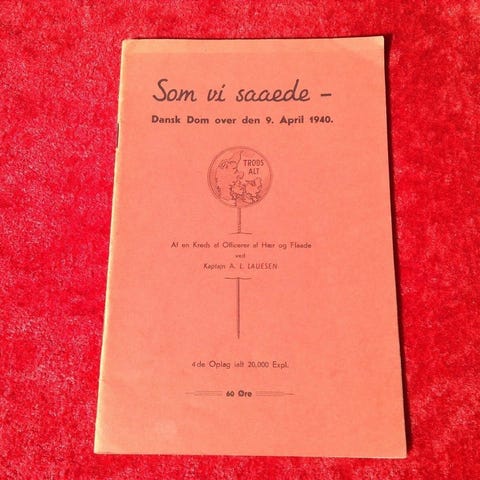 Som vi saaede –
Dansk Dom over den 9. April 1940.
TRODS
ALT
Af en Kreds af Officerer af Hær og Flaade
ved
Kaptajn A. L. LAUESEN
4de Oplag ialt 20,000 Expl.
60 Øre